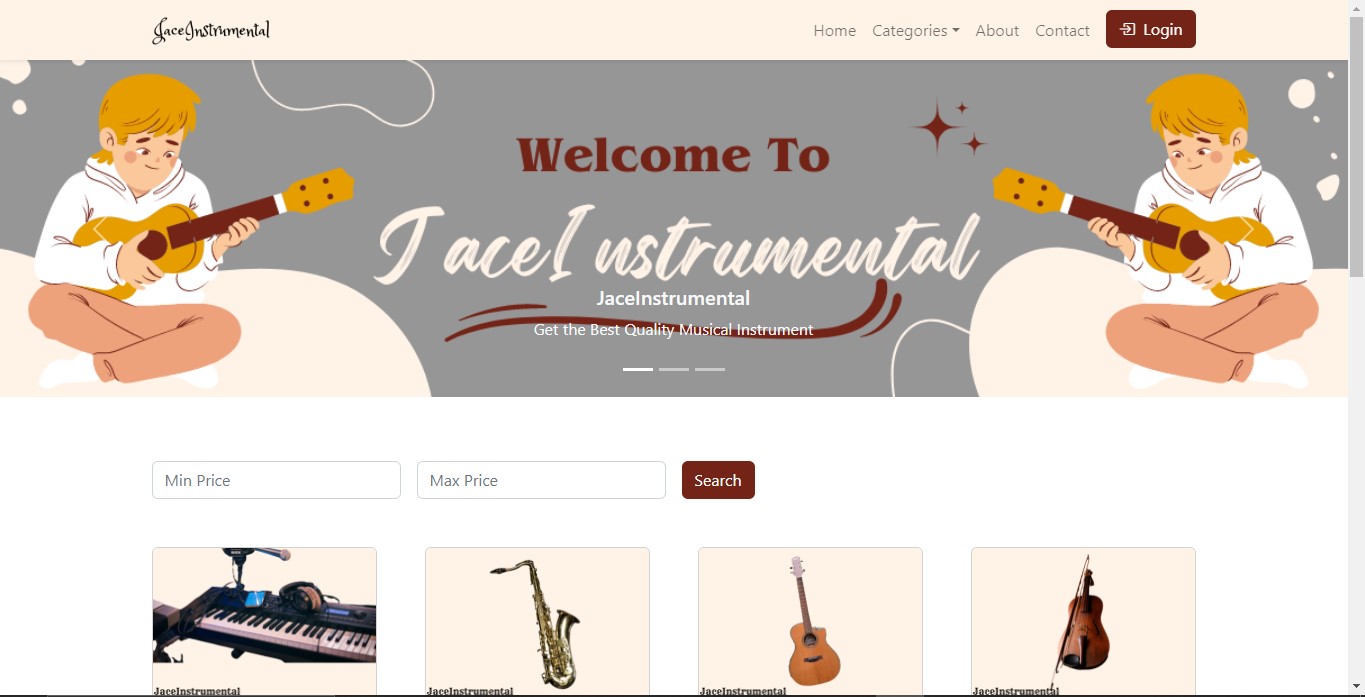 JaceInstrumental
Home Categories About Contact Login
Welcome To
JaceInstrumental
JaceInstrumental
Get the Best Quality Musical Instrument
Min Price Max Price Search
JaceInstrumental JaceInstrumental JaceInstrumental JaceInstrumental